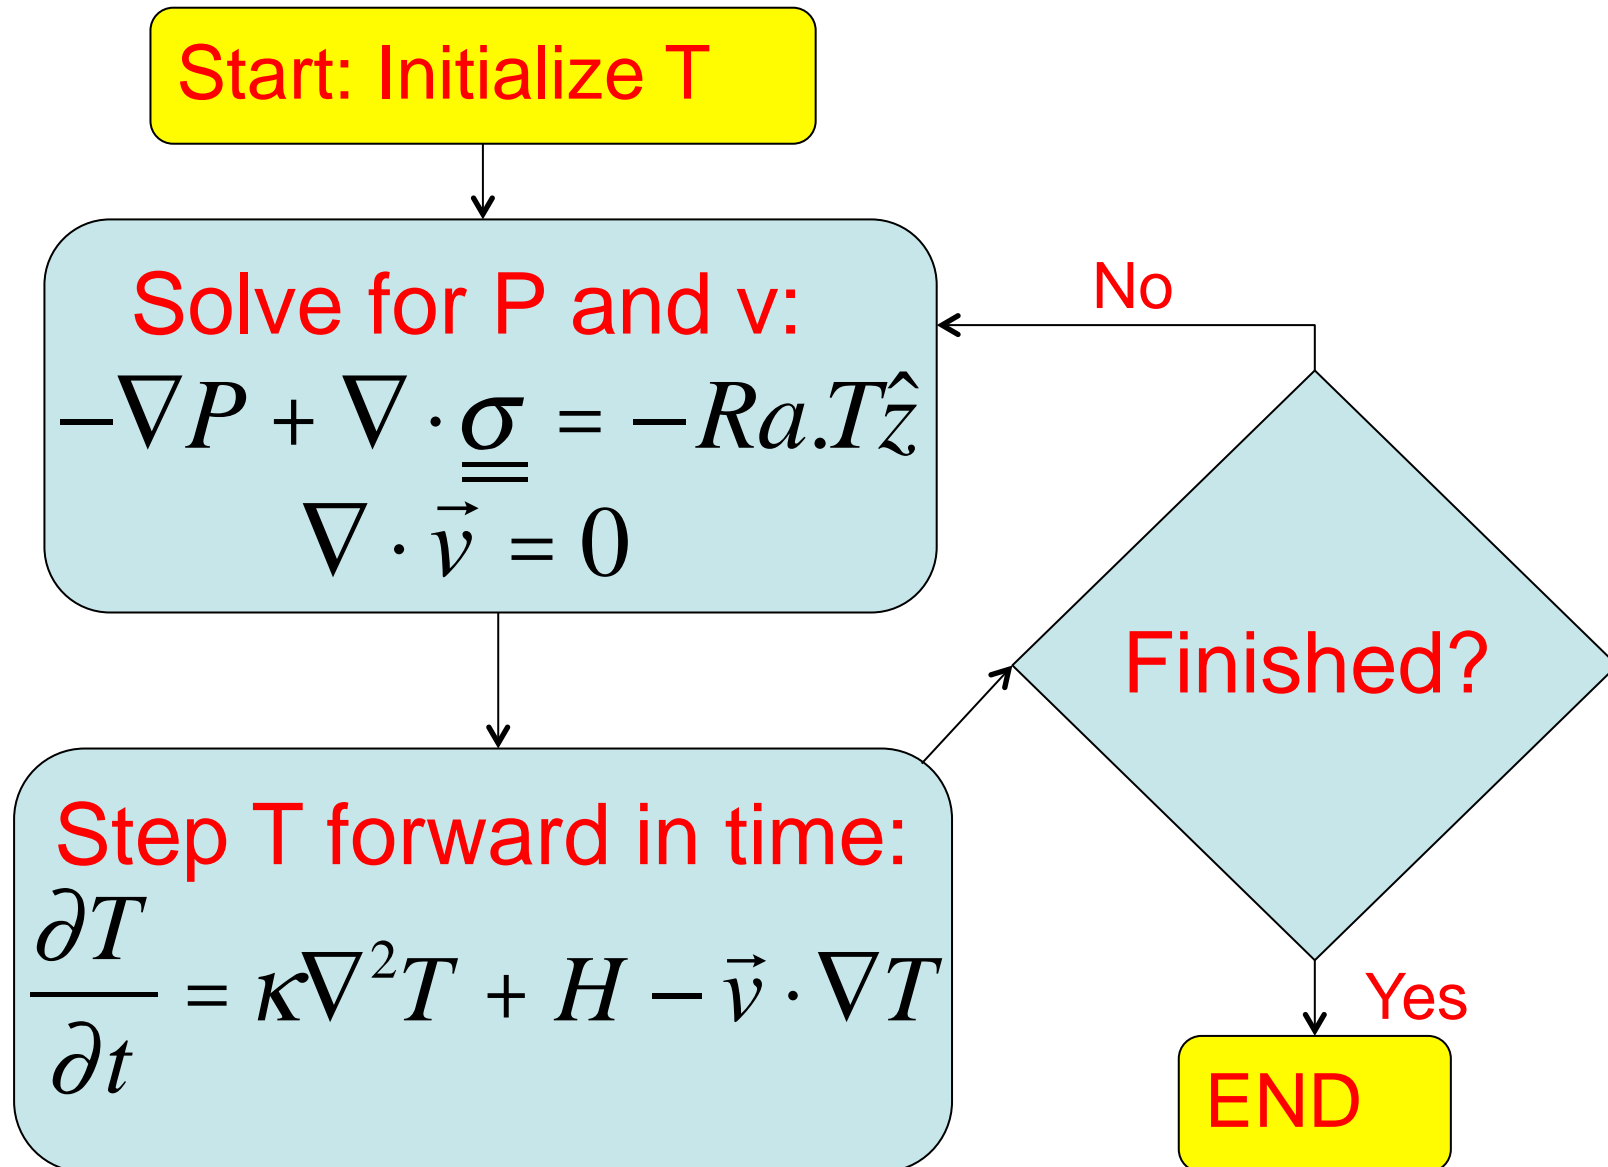 Start: Initialize T
Solve for P and v:
−∇P + ∇ · σ̳ = −Ra.Tẑ
∇ · v⃗ = 0
No
Finished?
Step T forward in time:
∂T/∂t = κ∇²T + H − v⃗ · ∇T
Yes
END